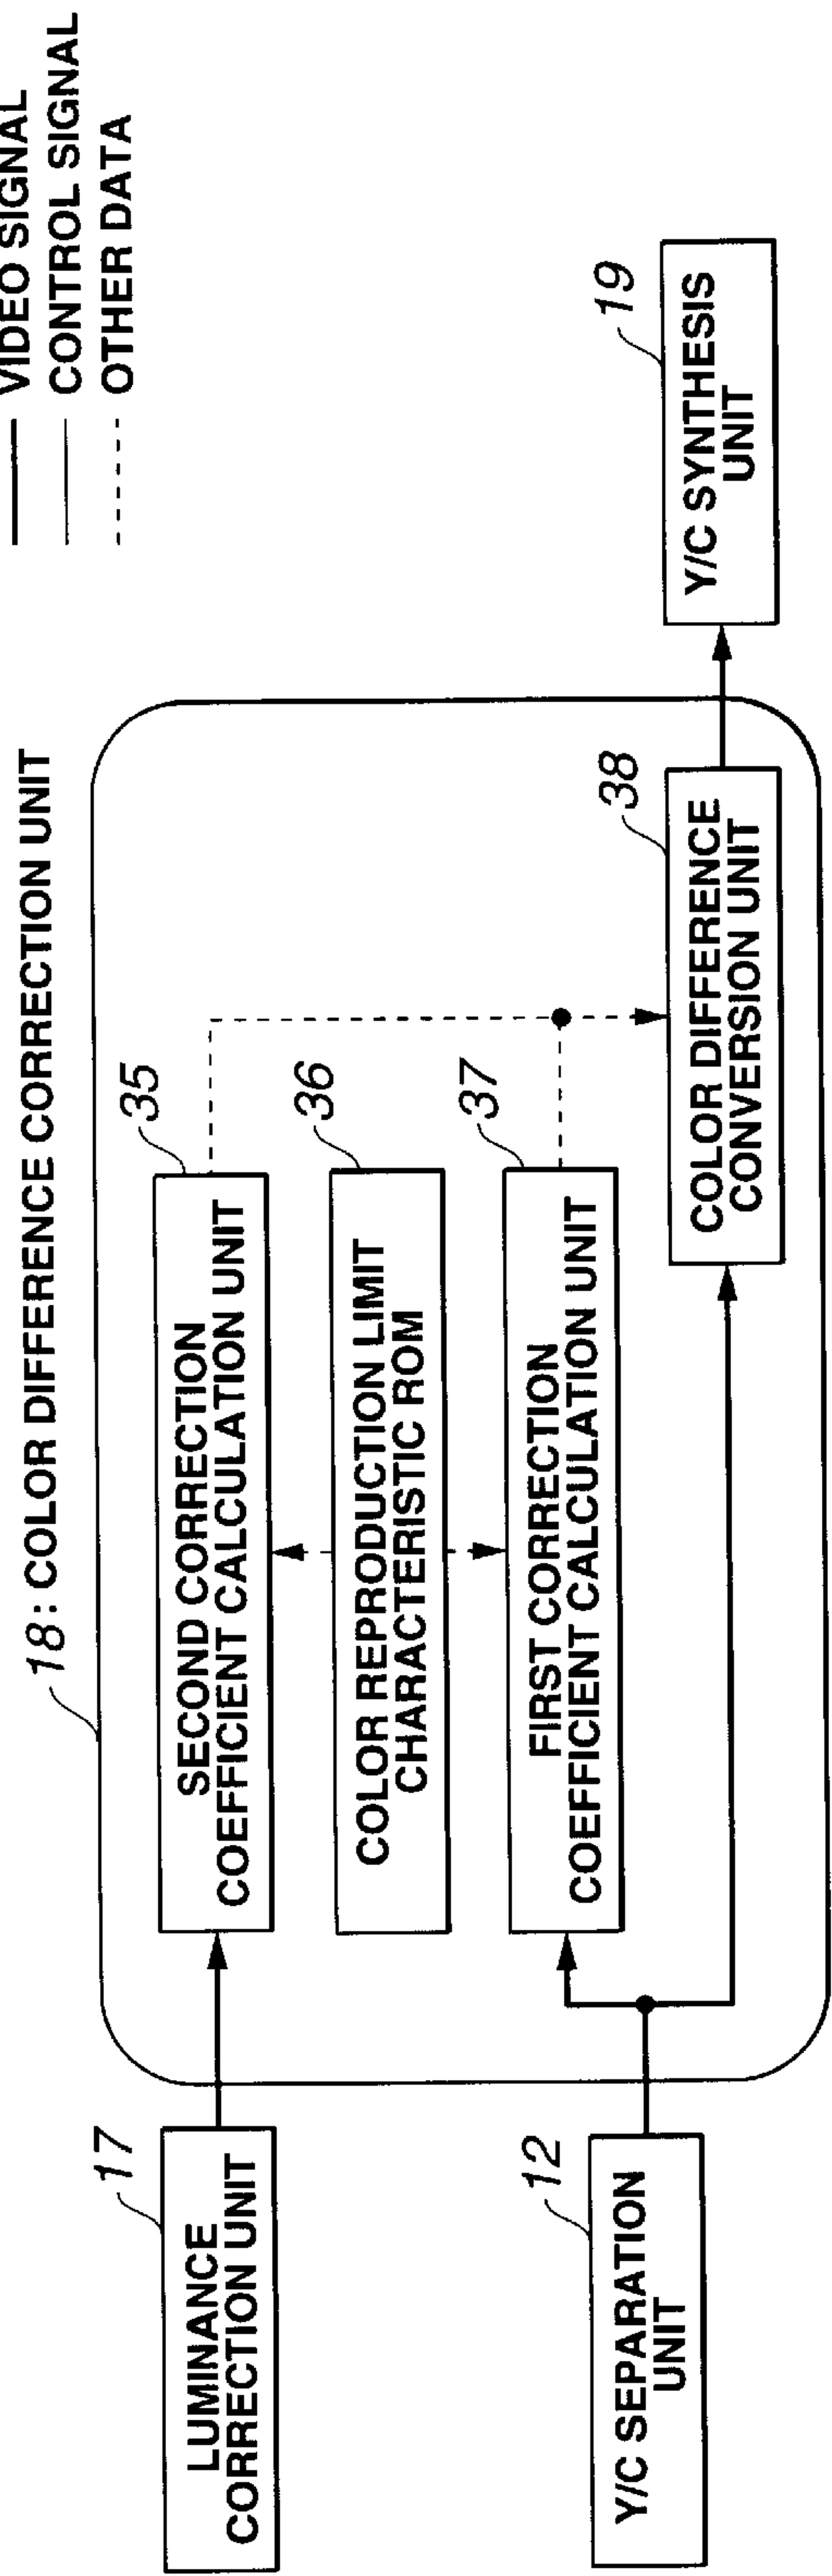 VIDEO SIGNAL
CONTROL SIGNAL
OTHER DATA
18: COLOR DIFFERENCE CORRECTION UNIT
17
LUMINANCE
CORRECTION UNIT
35
SECOND CORRECTION
COEFFICIENT CALCULATION UNIT
36
COLOR REPRODUCTION LIMIT
CHARACTERISTIC ROM
12
Y/C SEPARATION
UNIT
37
FIRST CORRECTION
COEFFICIENT CALCULATION UNIT
38
COLOR DIFFERENCE
CONVERSION UNIT
19
Y/C SYNTHESIS
UNIT